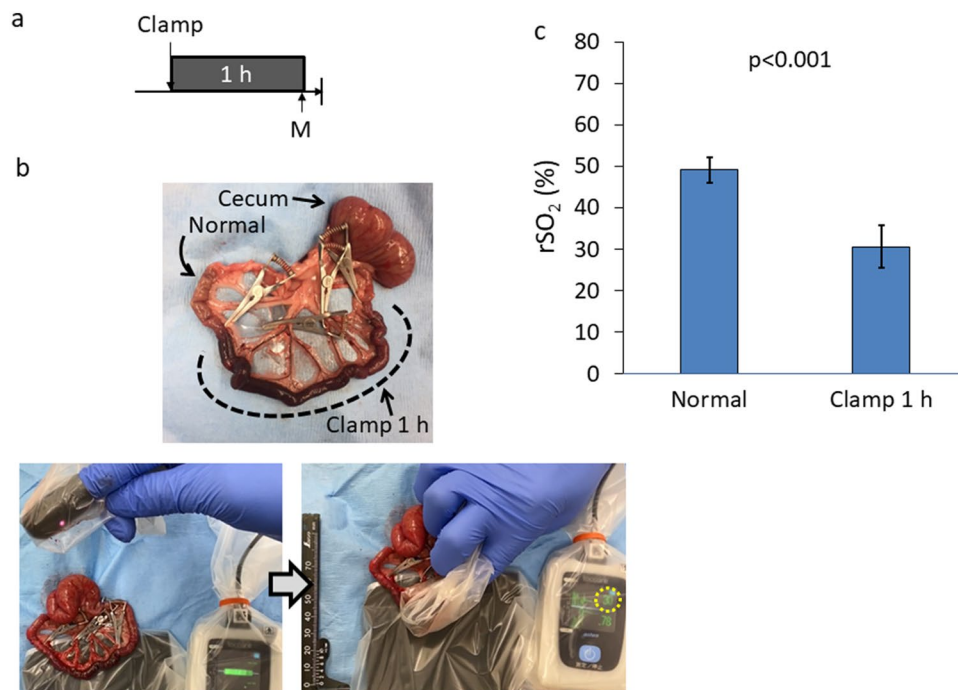 a
Clamp
1 h
M
b
Cecum
Normal
Clamp 1 h
c
80
70
60
50
40
30
20
10
0
rSO₂ (%)
p<0.001
Normal
Clamp 1 h
78